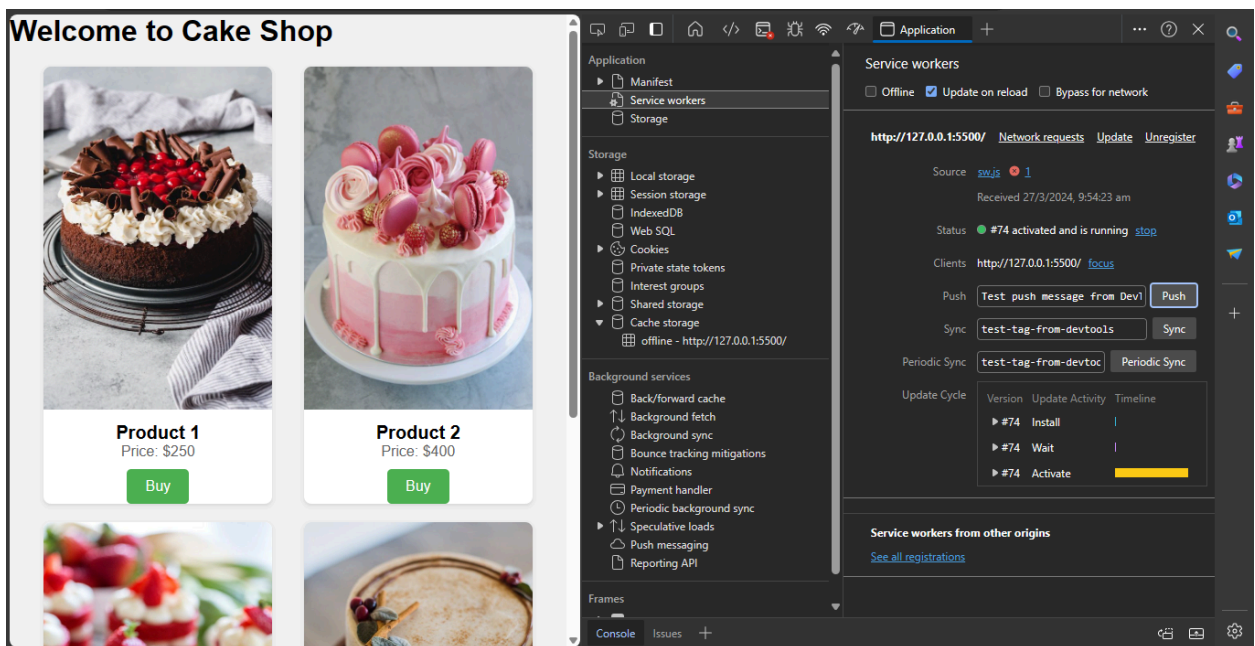 Welcome to Cake Shop
Product 1
Price: $250
Buy
Product 2
Price: $400
Buy
Application
Application
Manifest
Service workers
Storage
Storage
Local storage
Session storage
IndexedDB
Web SQL
Cookies
Private state tokens
Interest groups
Shared storage
Cache storage
offline - http://127.0.0.1:5500/
Background services
Back/forward cache
Background fetch
Background sync
Bounce tracking mitigations
Notifications
Payment handler
Periodic background sync
Speculative loads
Push messaging
Reporting API
Frames
Service workers
Offline Update on reload Bypass for network
http://127.0.0.1:5500/ Network requests Update Unregister
Source sw.js 1
Received 27/3/2024, 9:54:23 am
Status #74 activated and is running stop
Clients http://127.0.0.1:5500/ focus
Push Test push message from Dev Push
Sync test-tag-from-devtools Sync
Periodic Sync test-tag-from-devtoc Periodic Sync
Update Cycle Version Update Activity Timeline
#74 Install
#74 Wait
#74 Activate
Service workers from other origins
See all registrations
Console Issues